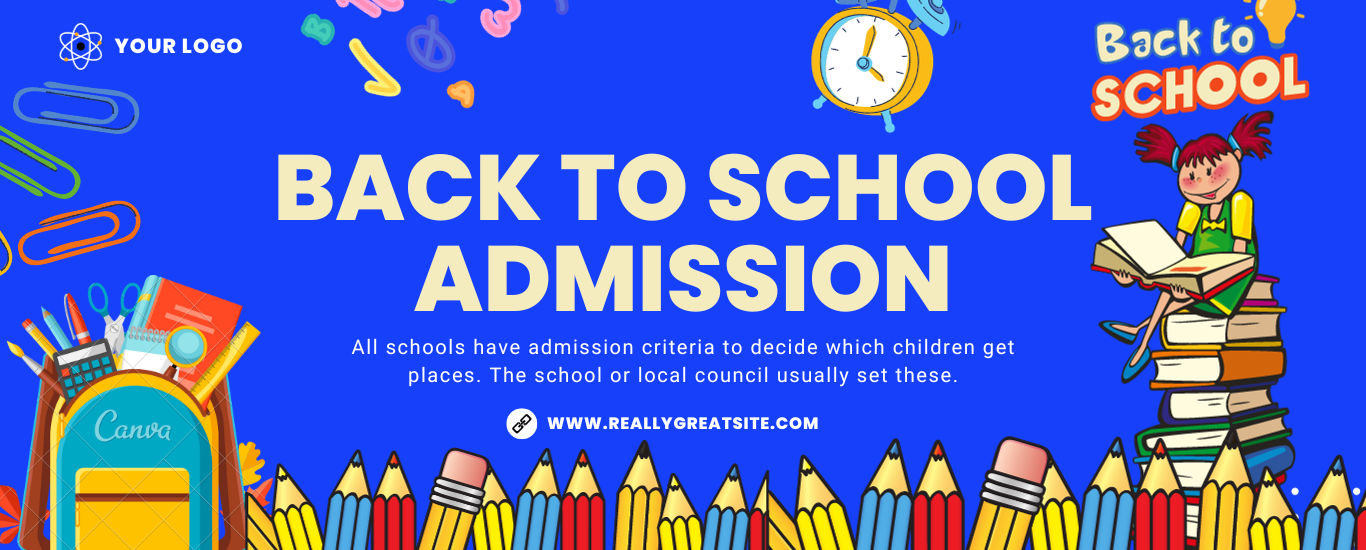 YOUR LOGO
Back to
SCHOOL
BACK TO SCHOOL
ADMISSION
All schools have admission criteria to decide which children get
places. The school or local council usually set these.
WWW.REALLYGREATSITE.COM
Canva